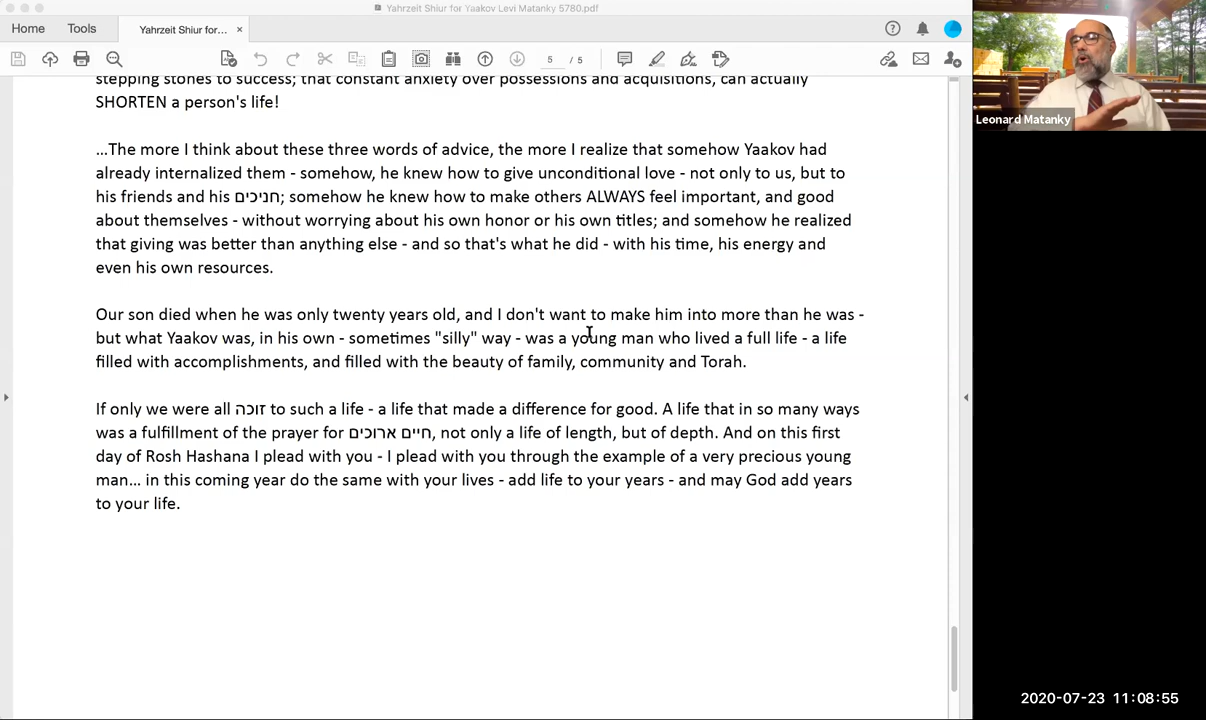 Yahrzeit Shiur for Yaakov Levi Matanky 5780.pdf
Home Tools Yahrzeit Shiur for... ×
5 / 5
stepping stones to success; that constant anxiety over possessions and acquisitions, can actually
SHORTEN a person's life!
...The more I think about these three words of advice, the more I realize that somehow Yaakov had
already internalized them - somehow, he knew how to give unconditional love - not only to us, but to
his friends and his חניכים; somehow he knew how to make others ALWAYS feel important, and good
about themselves - without worrying about his own honor or his own titles; and somehow he realized
that giving was better than anything else - and so that's what he did - with his time, his energy and
even his own resources.
Our son died when he was only twenty years old, and I don't want to make him into more than he was -
but what Yaakov was, in his own - sometimes "silly" way - was a young man who lived a full life - a life
filled with accomplishments, and filled with the beauty of family, community and Torah.
If only we were all זוכה to such a life - a life that made a difference for good. A life that in so many ways
was a fulfillment of the prayer for חיים ארוכים, not only a life of length, but of depth. And on this first
day of Rosh Hashana I plead with you - I plead with you through the example of a very precious young
man... in this coming year do the same with your lives - add life to your years - and may God add years
to your life.
Leonard Matanky
2020-07-23 11:08:55